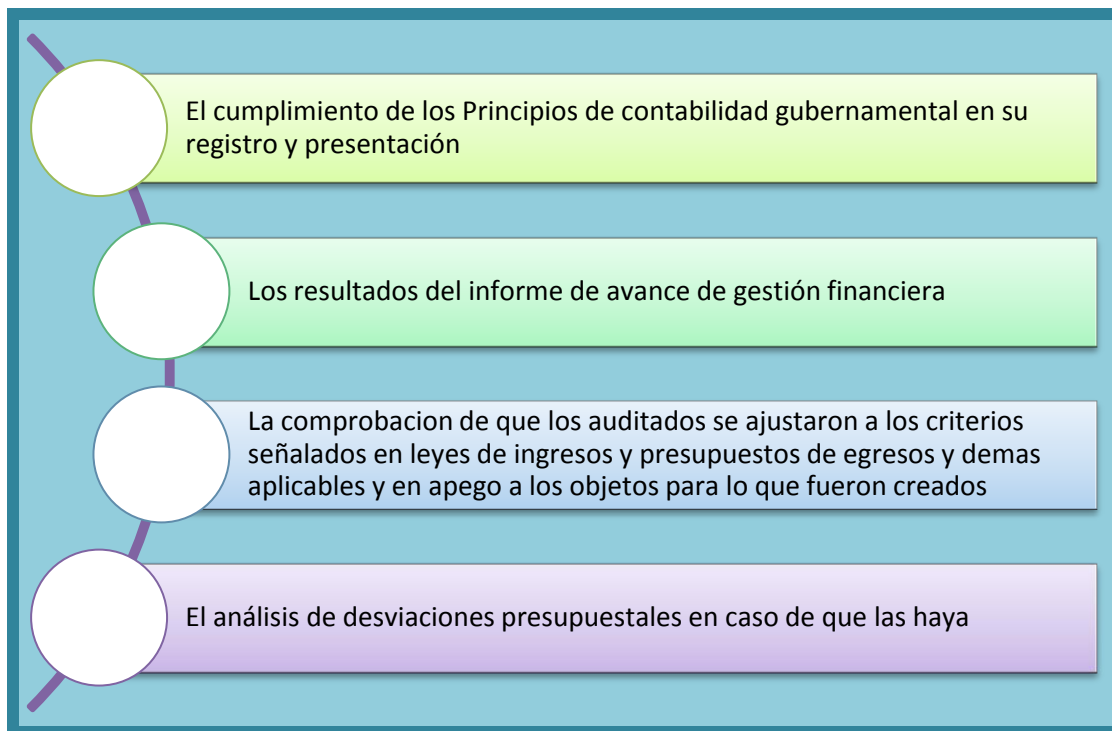 El cumplimiento de los Principios de contabilidad gubernamental en su
registro y presentación
Los resultados del informe de avance de gestión financiera
La comprobacion de que los auditados se ajustaron a los criterios
señalados en leyes de ingresos y presupuestos de egresos y demas
aplicables y en apego a los objetos para lo que fueron creados
El análisis de desviaciones presupuestales en caso de que las haya